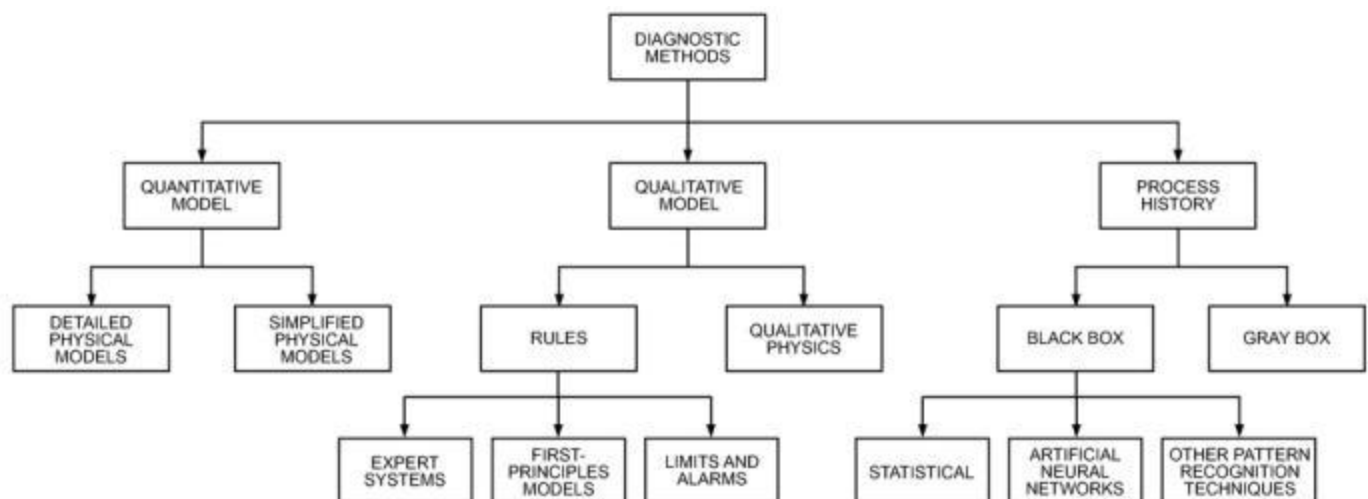 DIAGNOSTIC
METHODS
QUANTITATIVE
MODEL
QUALITATIVE
MODEL
PROCESS
HISTORY
DETAILED
PHYSICAL
MODELS
SIMPLIFIED
PHYSICAL
MODELS
RULES
QUALITATIVE
PHYSICS
BLACK BOX
GRAY BOX
EXPERT
SYSTEMS
FIRST-
PRINCIPLES
MODELS
LIMITS AND
ALARMS
STATISTICAL
ARTIFICIAL
NEURAL
NETWORKS
OTHER PATTERN
RECOGNITION
TECHNIQUES